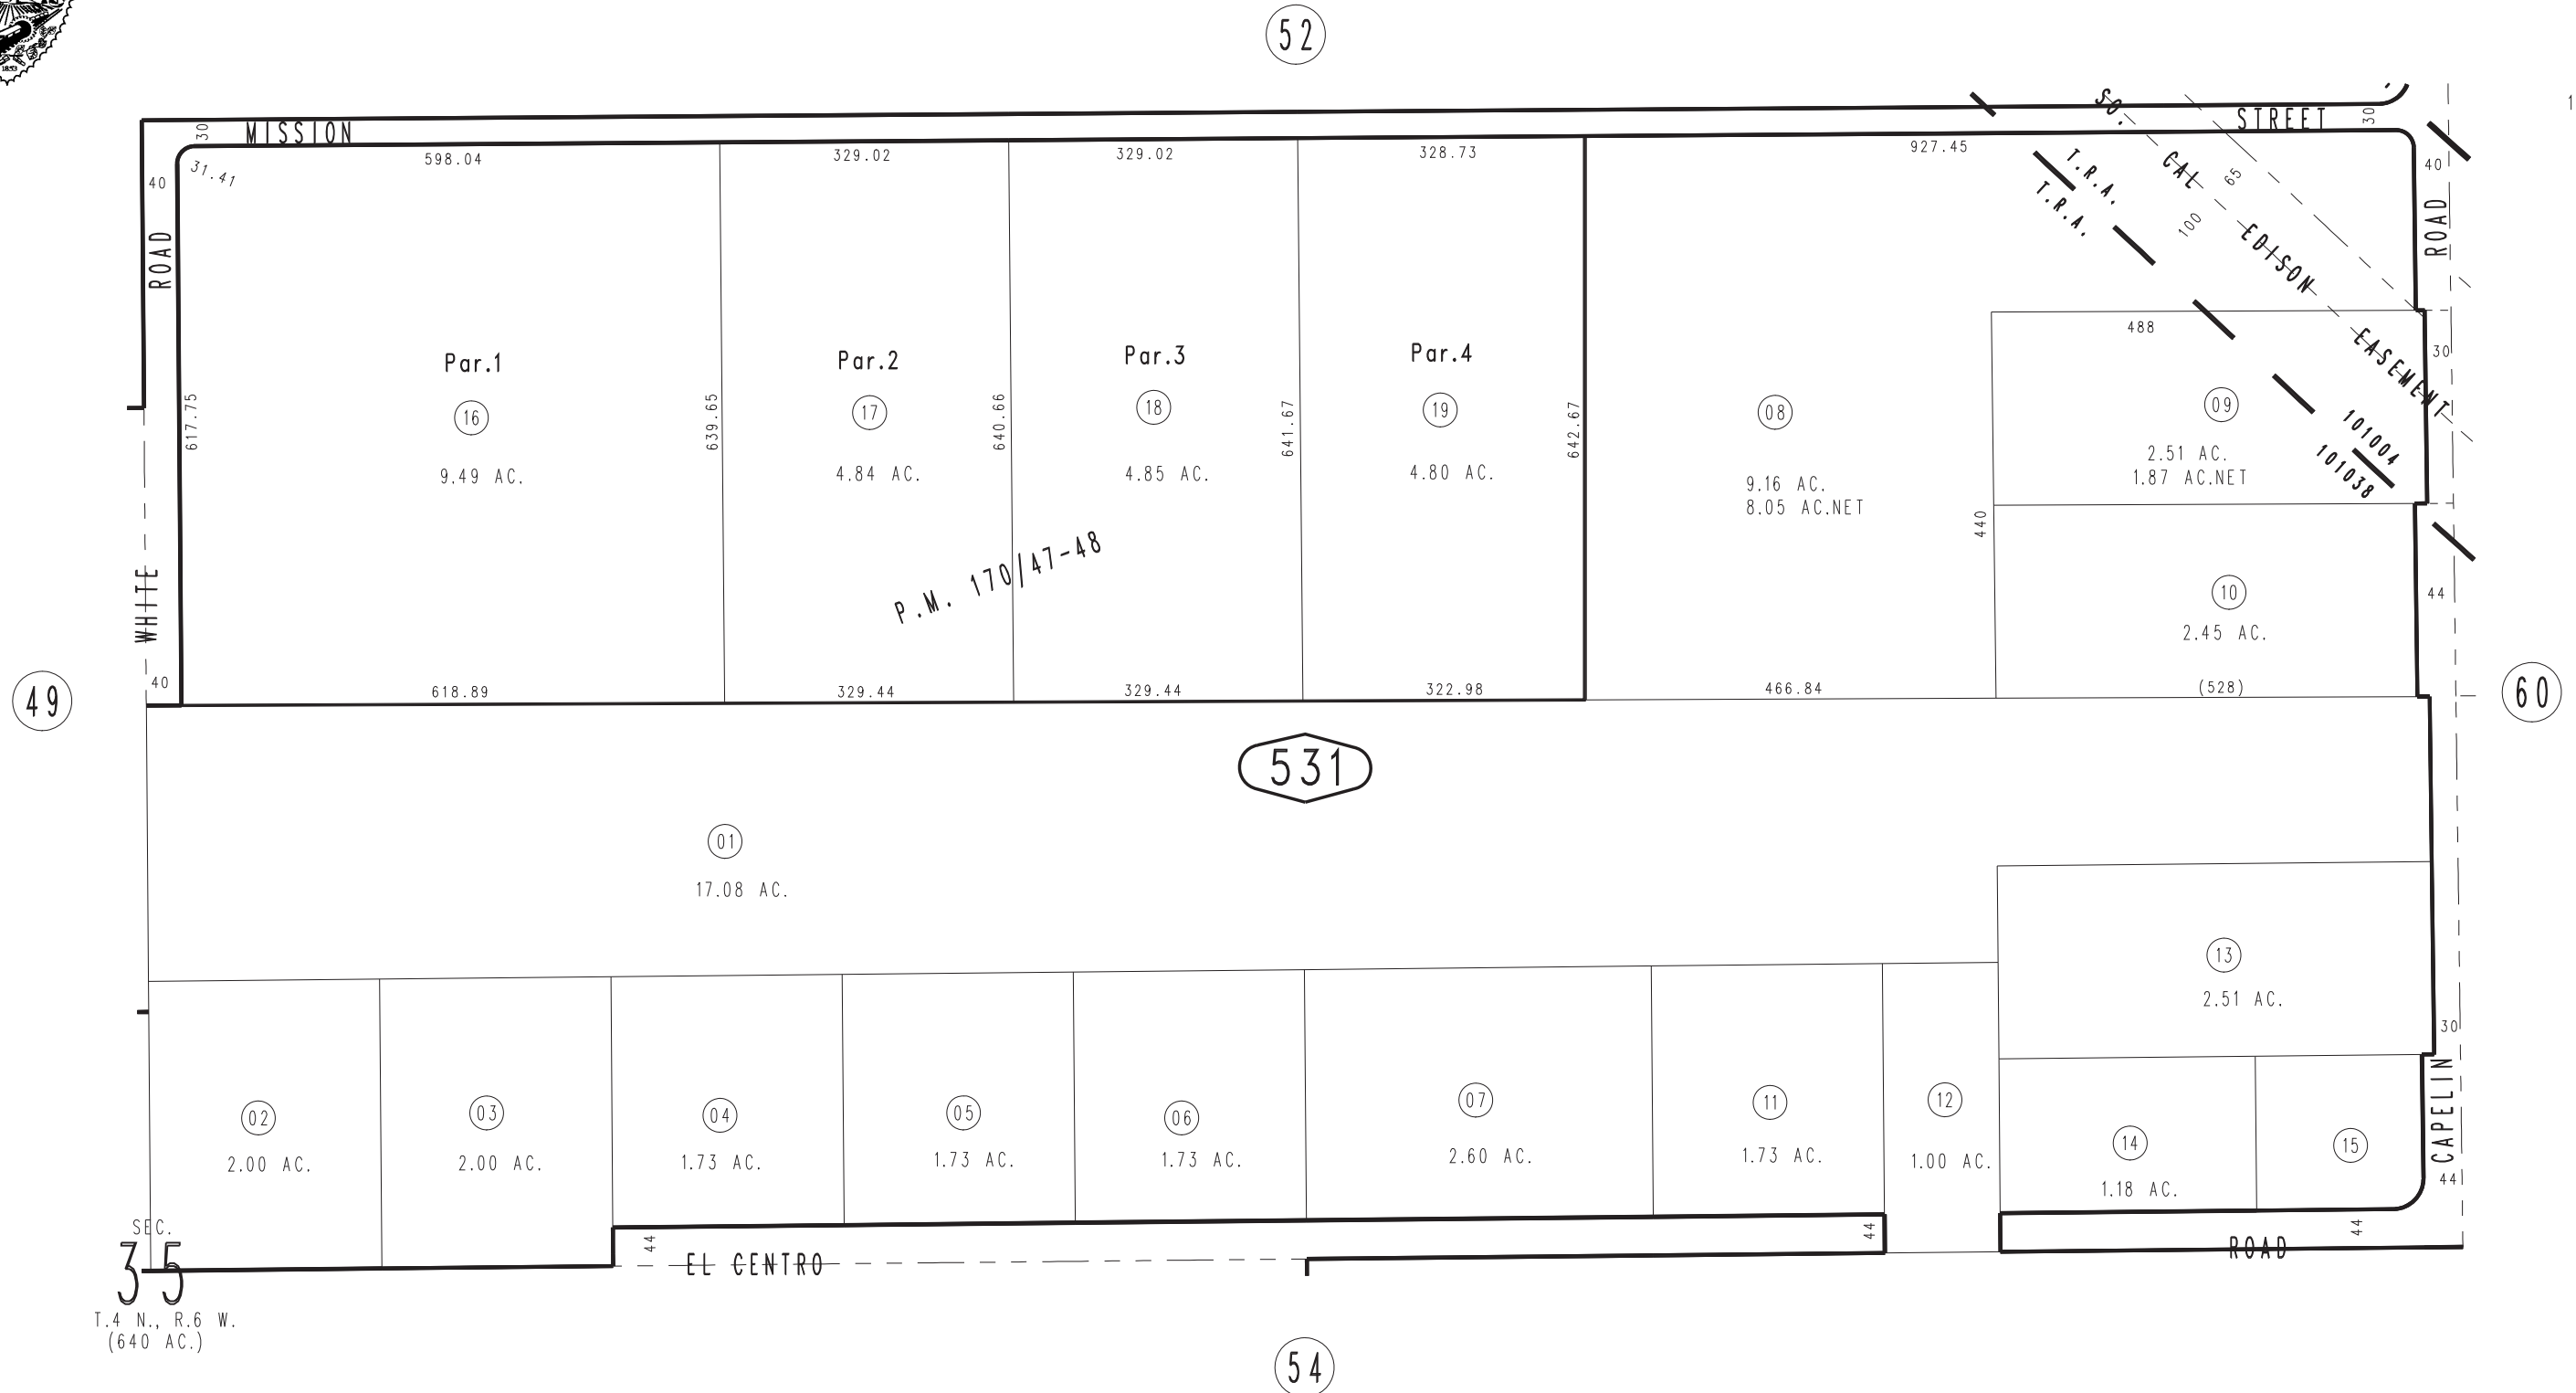 1853
52
1
MISSION
STREET
30
30
31.41
598.04
329.02
329.02
328.73
927.45
40
40
ROAD
ROAD
SO. CAL EDISON EASEMENT
65
100
T.R.A.
T.R.A.
488
30
Par.1
Par.2
Par.3
Par.4
16
17
18
19
08
09
617.75
639.65
640.66
641.67
642.67
9.49 AC.
4.84 AC.
4.85 AC.
4.80 AC.
9.16 AC.
8.05 AC.NET
2.51 AC.
1.87 AC.NET
101004
101038
440
P.M. 170/47-48
10
2.45 AC.
44
WHITE
40
618.89
329.44
329.44
322.98
466.84
(528)
49
60
531
01
17.08 AC.
13
2.51 AC.
30
02
03
04
05
06
07
11
12
14
15
2.00 AC.
2.00 AC.
1.73 AC.
1.73 AC.
1.73 AC.
2.60 AC.
1.73 AC.
1.00 AC.
1.18 AC.
CAPELIN
44
SEC.
35
T.4 N., R.6 W.
(640 AC.)
44
EL CENTRO
44
44
ROAD
54